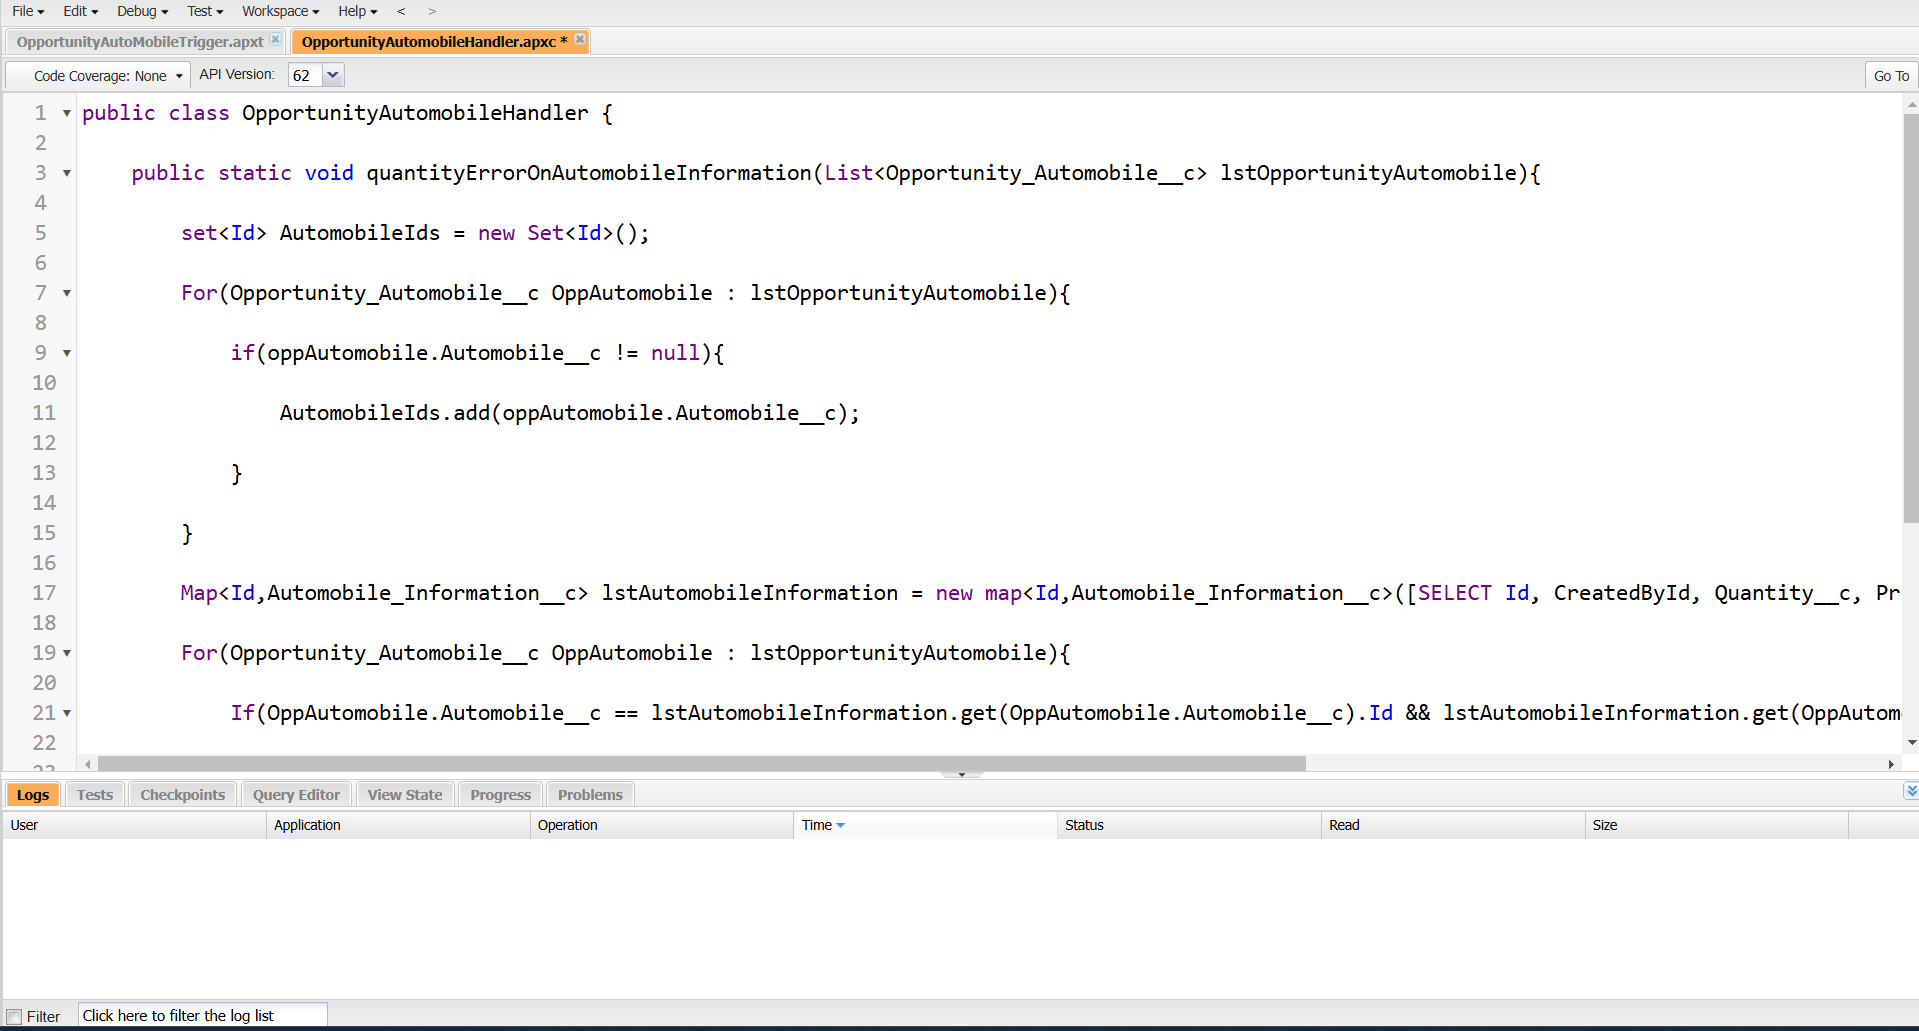 File Edit Debug Test Workspace Help < >
OpportunityAutoMobileTrigger.apxt OpportunityAutomobileHandler.apxc *
Code Coverage: None API Version: 62 Go To
1 public class OpportunityAutomobileHandler {
2
3 public static void quantityErrorOnAutomobileInformation(List<Opportunity_Automobile__c> lstOpportunityAutomobile){
4
5 set<Id> AutomobileIds = new Set<Id>();
6
7 For(Opportunity_Automobile__c OppAutomobile : lstOpportunityAutomobile){
8
9 if(oppAutomobile.Automobile__c != null){
10
11 AutomobileIds.add(oppAutomobile.Automobile__c);
12
13 }
14
15 }
16
17 Map<Id,Automobile_Information__c> lstAutomobileInformation = new map<Id,Automobile_Information__c>([SELECT Id, CreatedById, Quantity__c, Pr
18
19 For(Opportunity_Automobile__c OppAutomobile : lstOpportunityAutomobile){
20
21 If(OppAutomobile.Automobile__c == lstAutomobileInformation.get(OppAutomobile.Automobile__c).Id && lstAutomobileInformation.get(OppAutom
22
23
Logs Tests Checkpoints Query Editor View State Progress Problems
User Application Operation Time Status Read Size
Filter Click here to filter the log list